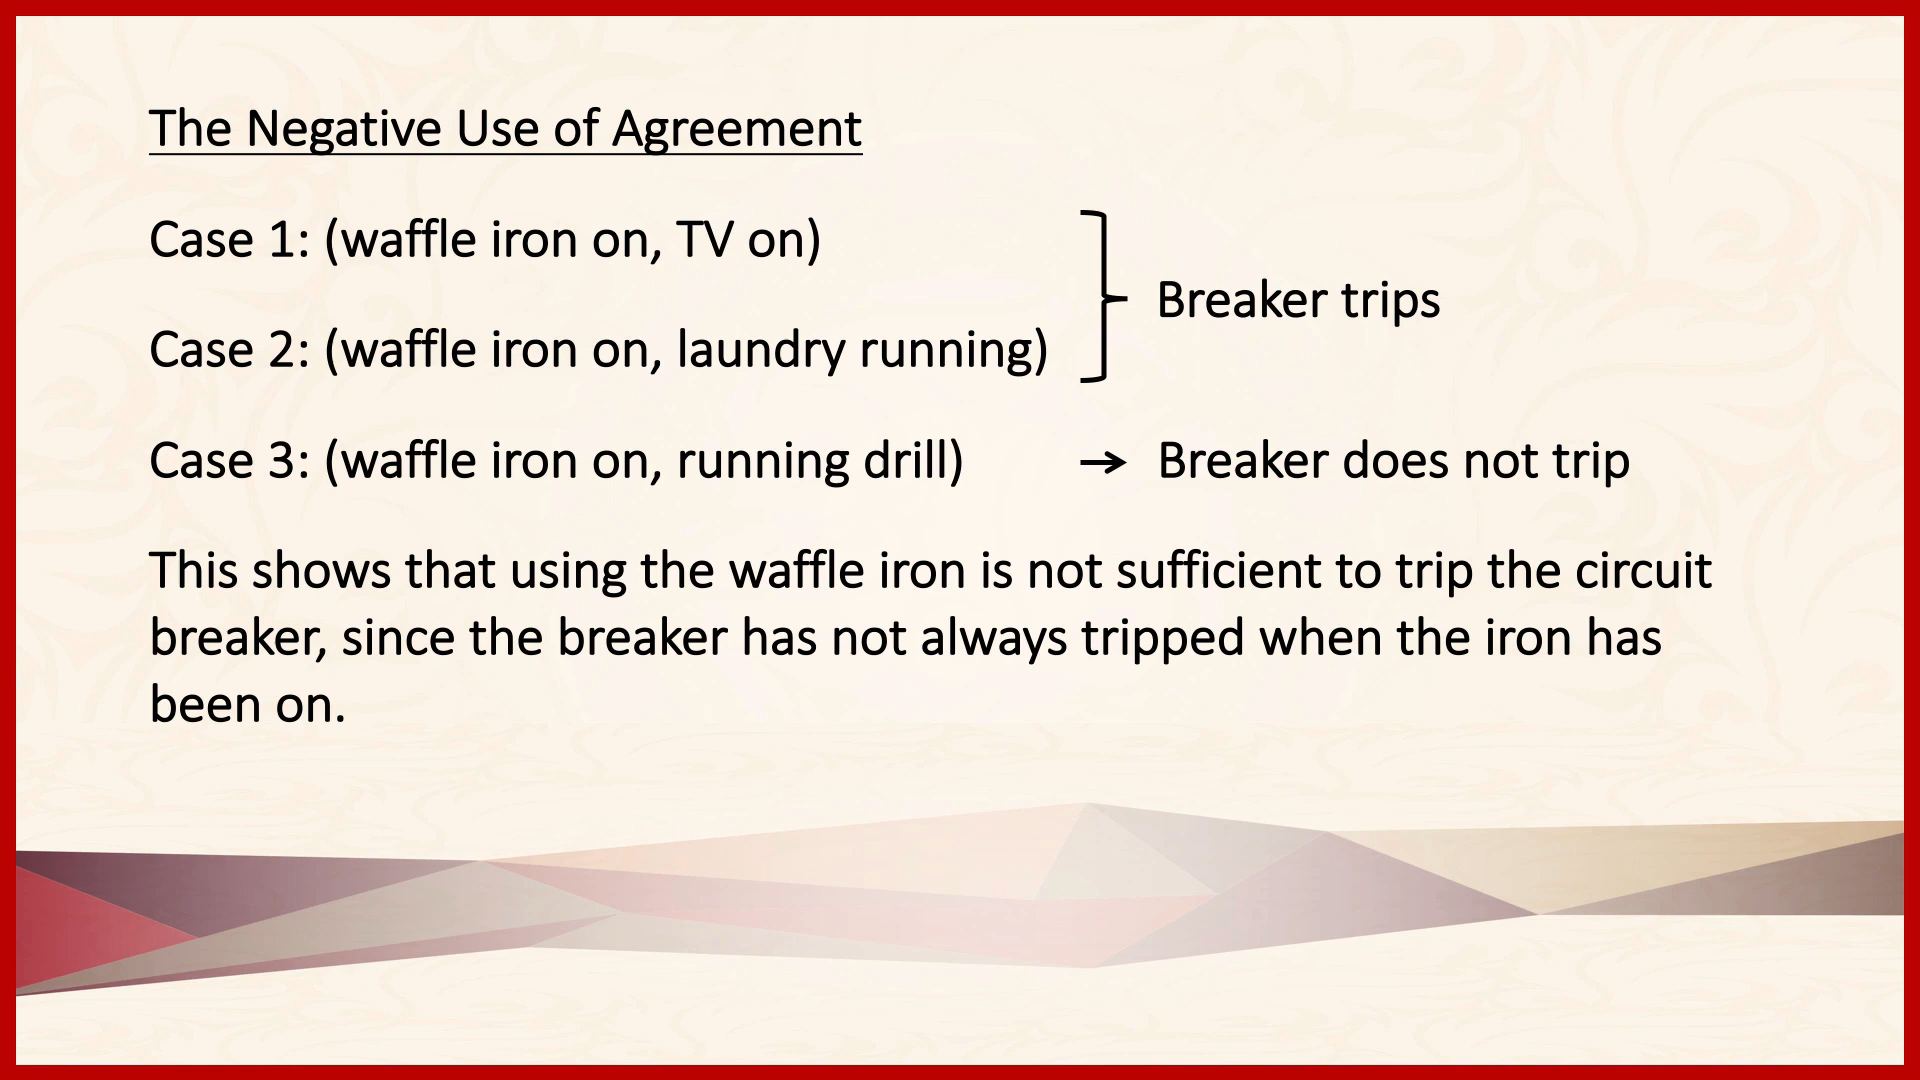 The Negative Use of Agreement
Case 1: (waffle iron on, TV on)
Breaker trips
Case 2: (waffle iron on, laundry running)
Case 3: (waffle iron on, running drill) → Breaker does not trip
This shows that using the waffle iron is not sufficient to trip the circuit
breaker, since the breaker has not always tripped when the iron has
been on.